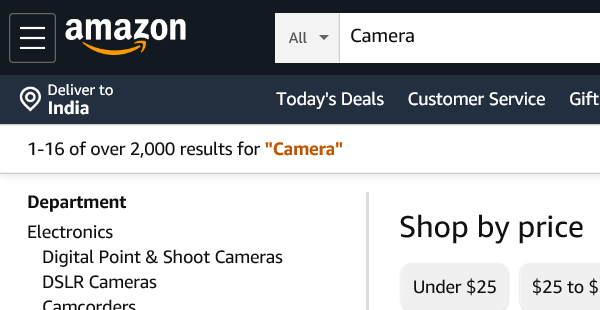 amazon
All
Camera
Deliver to
India
Today's Deals
Customer Service
Gift
1-16 of over 2,000 results for "Camera"
Department
Electronics
Digital Point & Shoot Cameras
DSLR Cameras
Camcorders
Shop by price
Under $25
$25 to $